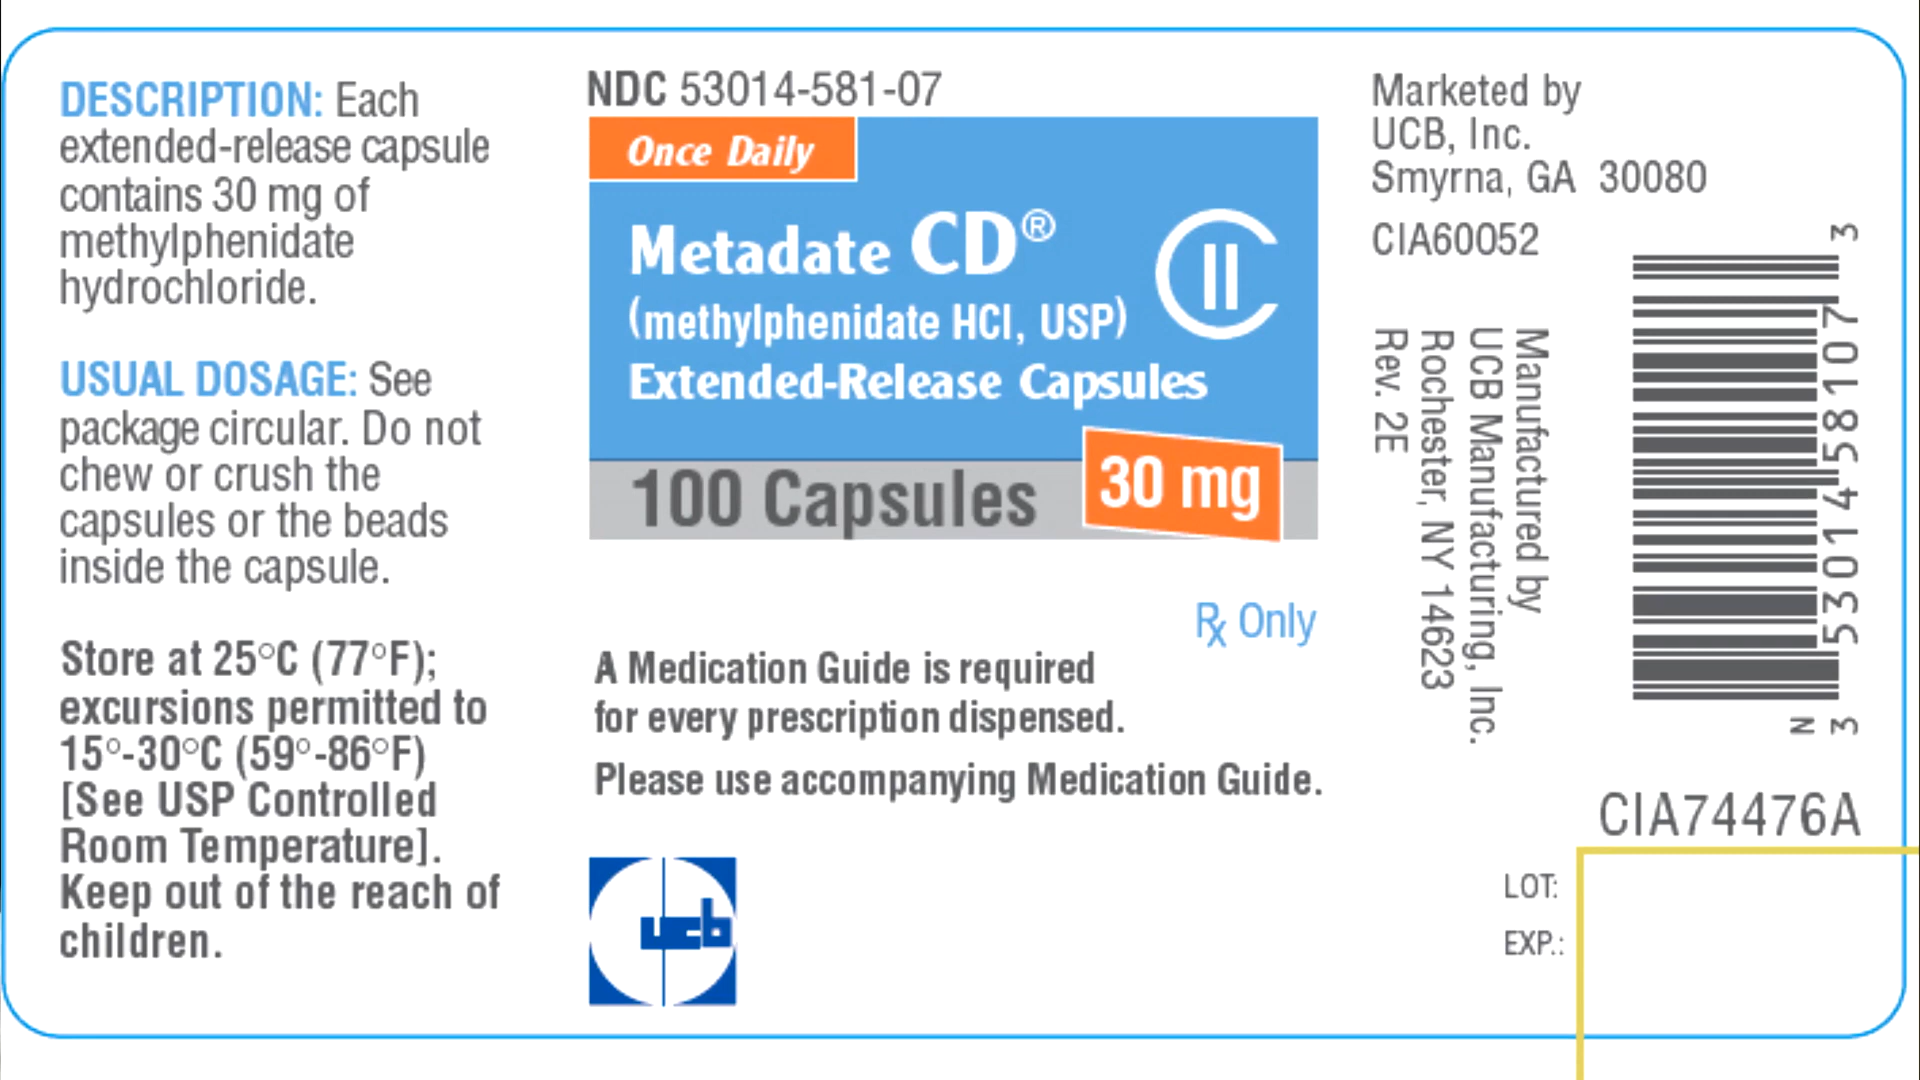 DESCRIPTION: Each
extended-release capsule
contains 30 mg of
methylphenidate
hydrochloride.
USUAL DOSAGE: See
package circular. Do not
chew or crush the
capsules or the beads
inside the capsule.
Store at 25°C (77°F);
excursions permitted to
15°-30°C (59°-86°F)
[See USP Controlled
Room Temperature].
Keep out of the reach of
children.
NDC 53014-581-07
Once Daily
Metadate CD® CII
(methylphenidate HCl, USP)
Extended-Release Capsules
100 Capsules
30 mg
Rx Only
A Medication Guide is required
for every prescription dispensed.
Please use accompanying Medication Guide.
ucb
Marketed by
UCB, Inc.
Smyrna, GA 30080
CIA60052
Manufactured by
UCB Manufacturing, Inc.
Rochester, NY 14623
Rev. 2E
N
3 53014 58107 3
CIA74476A
LOT:
EXP.: